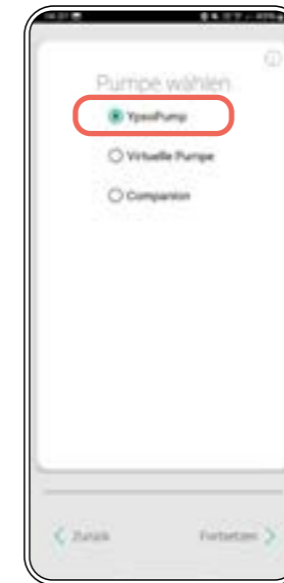 Pumpe wählen
YpsoPump
Virtuelle Pumpe
Companion
Zurück
Fortsetzen